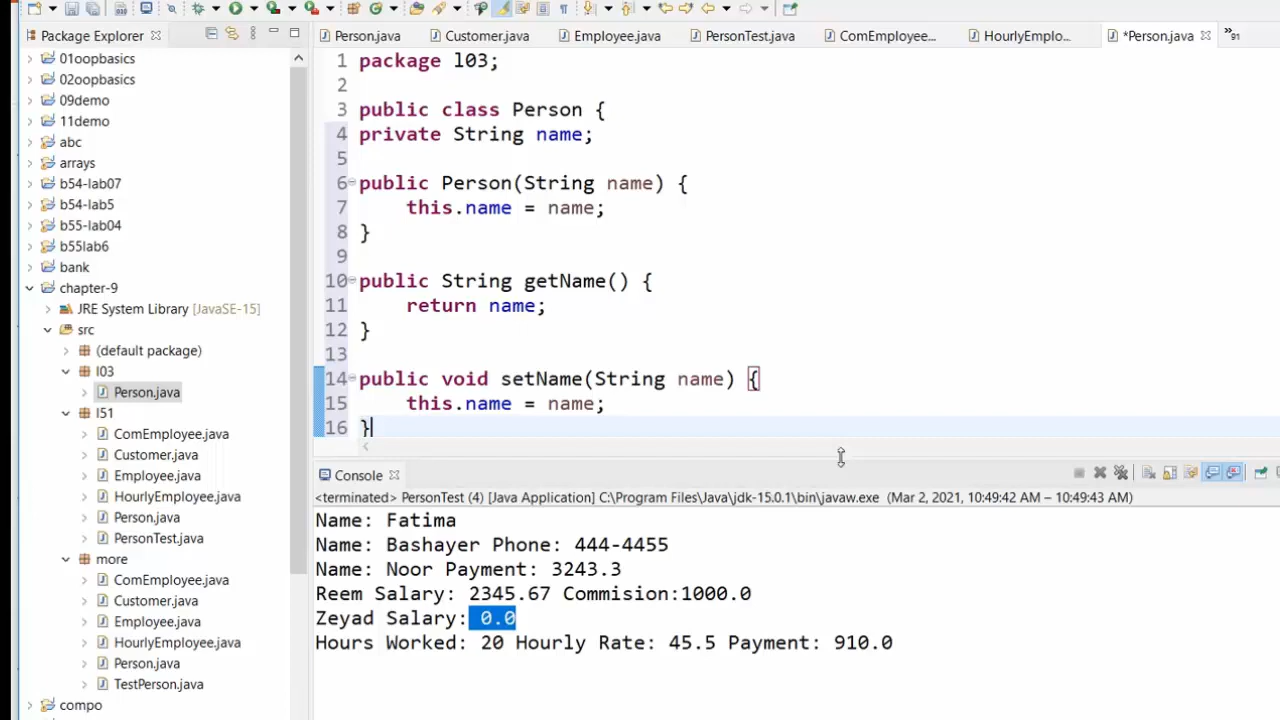 Package Explorer
01oopbasics
02oopbasics
09demo
11demo
abc
arrays
b54-lab07
b54-lab5
b55-lab04
b55lab6
bank
chapter-9
JRE System Library [JavaSE-15]
src
(default package)
l03
Person.java
l51
ComEmployee.java
Customer.java
Employee.java
HourlyEmployee.java
Person.java
PersonTest.java
more
ComEmployee.java
Customer.java
Employee.java
HourlyEmployee.java
Person.java
TestPerson.java
compo
Person.java Customer.java Employee.java PersonTest.java ComEmployee... HourlyEmplo... *Person.java »91
1 package l03;
2
3 public class Person {
4 private String name;
5
6 public Person(String name) {
7 this.name = name;
8 }
9
10 public String getName() {
11 return name;
12 }
13
14 public void setName(String name) {
15 this.name = name;
16 }
Console
<terminated> PersonTest (4) [Java Application] C:\Program Files\Java\jdk-15.0.1\bin\javaw.exe (Mar 2, 2021, 10:49:42 AM – 10:49:43 AM)
Name: Fatima
Name: Bashayer Phone: 444-4455
Name: Noor Payment: 3243.3
Reem Salary: 2345.67 Commision:1000.0
Zeyad Salary: 0.0
Hours Worked: 20 Hourly Rate: 45.5 Payment: 910.0